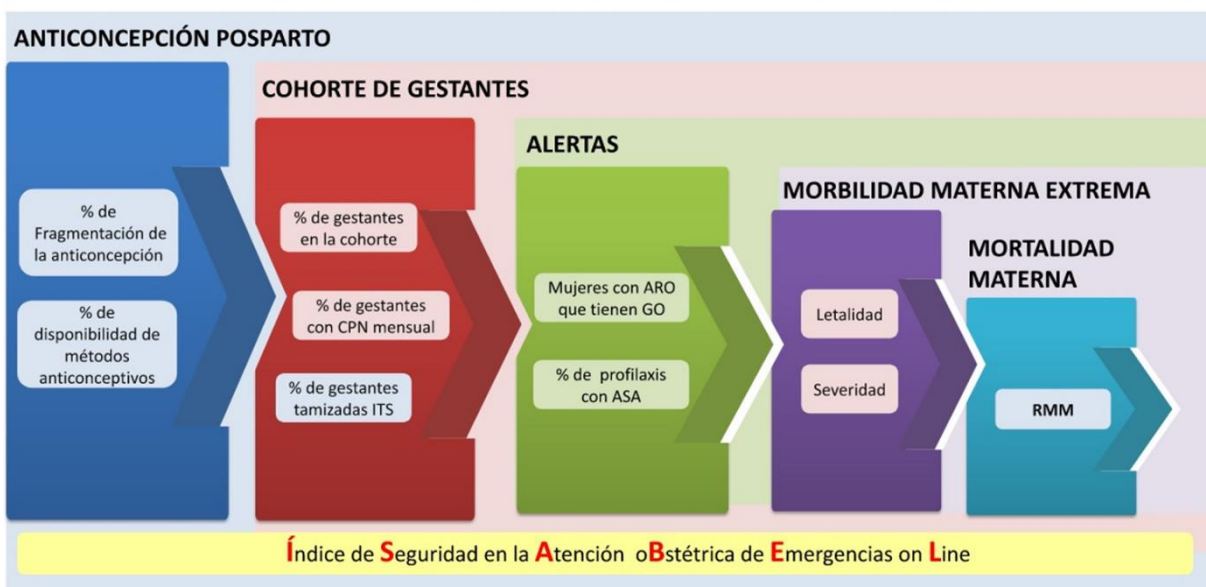 ANTICONCEPCIÓN POSPARTO
% de
Fragmentación de
la anticoncepción
% de
disponibilidad de
métodos
anticonceptivos
COHORTE DE GESTANTES
% de gestantes
en la cohorte
% de gestantes
con CPN mensual
% de gestantes
tamizadas ITS
ALERTAS
Mujeres con ARO
que tienen GO
% de profilaxis
con ASA
MORBILIDAD MATERNA EXTREMA
Letalidad
Severidad
MORTALIDAD
MATERNA
RMM
Índice de Seguridad en la Atención oBstétrica de Emergencias on Line